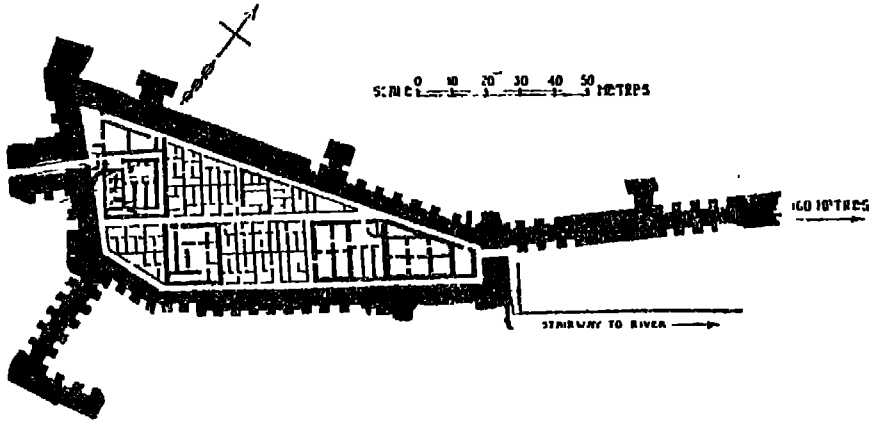 SCALE 0 10 20 30 40 50 METRES
160 METRES
STAIRWAY TO RIVER